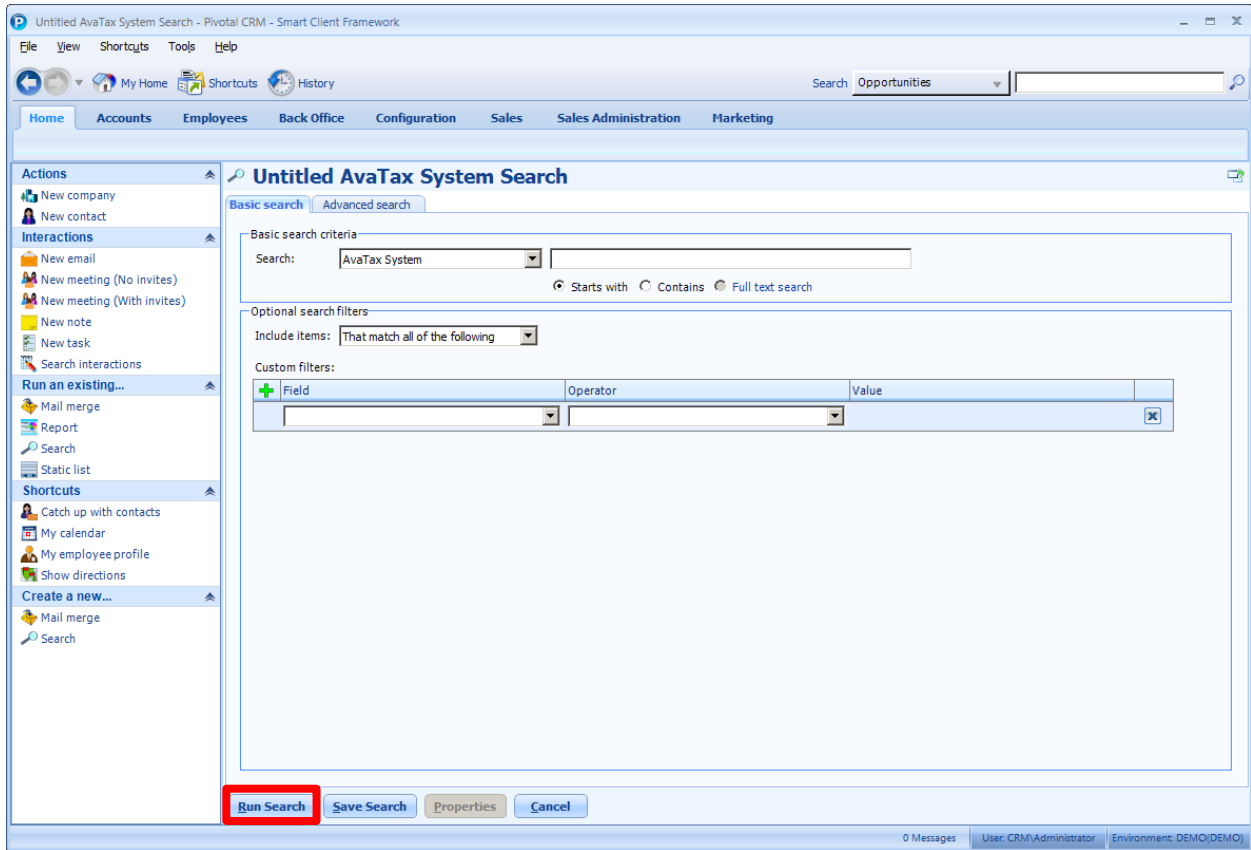 Untitled AvaTax System Search - Pivotal CRM - Smart Client Framework
File View Shortcuts Tools Help
My Home Shortcuts History Search Opportunities
Home Accounts Employees Back Office Configuration Sales Sales Administration Marketing
Actions
New company
New contact
Interactions
New email
New meeting (No invites)
New meeting (With invites)
New note
New task
Search interactions
Run an existing...
Mail merge
Report
Search
Static list
Shortcuts
Catch up with contacts
My calendar
My employee profile
Show directions
Create a new...
Mail merge
Search
Untitled AvaTax System Search
Basic search Advanced search
Basic search criteria
Search: AvaTax System
Starts with Contains Full text search
Optional search filters
Include items: That match all of the following
Custom filters:
Field Operator Value
Run Search Save Search Properties Cancel
0 Messages User: CRM\Administrator Environment: DEMO(DEMO)